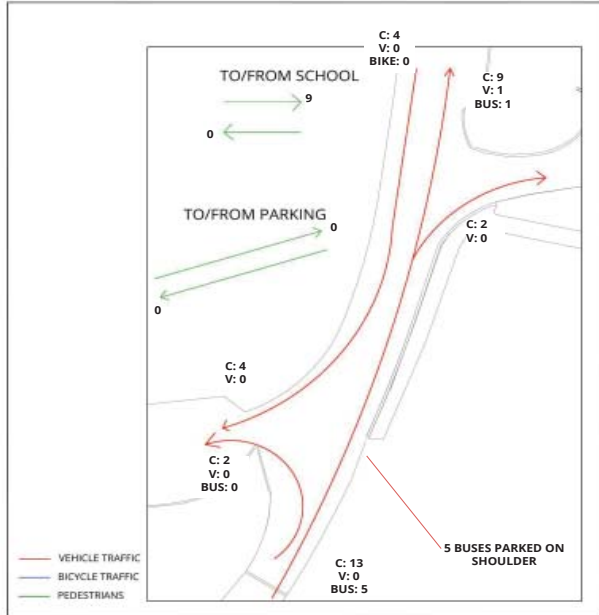 C: 4
V: 0
BIKE: 0
TO/FROM SCHOOL
9
0
C: 9
V: 1
BUS: 1
TO/FROM PARKING
0
0
C: 2
V: 0
C: 4
V: 0
C: 2
V: 0
BUS: 0
5 BUSES PARKED ON
SHOULDER
C: 13
V: 0
BUS: 5
VEHICLE TRAFFIC
BICYCLE TRAFFIC
PEDESTRIANS